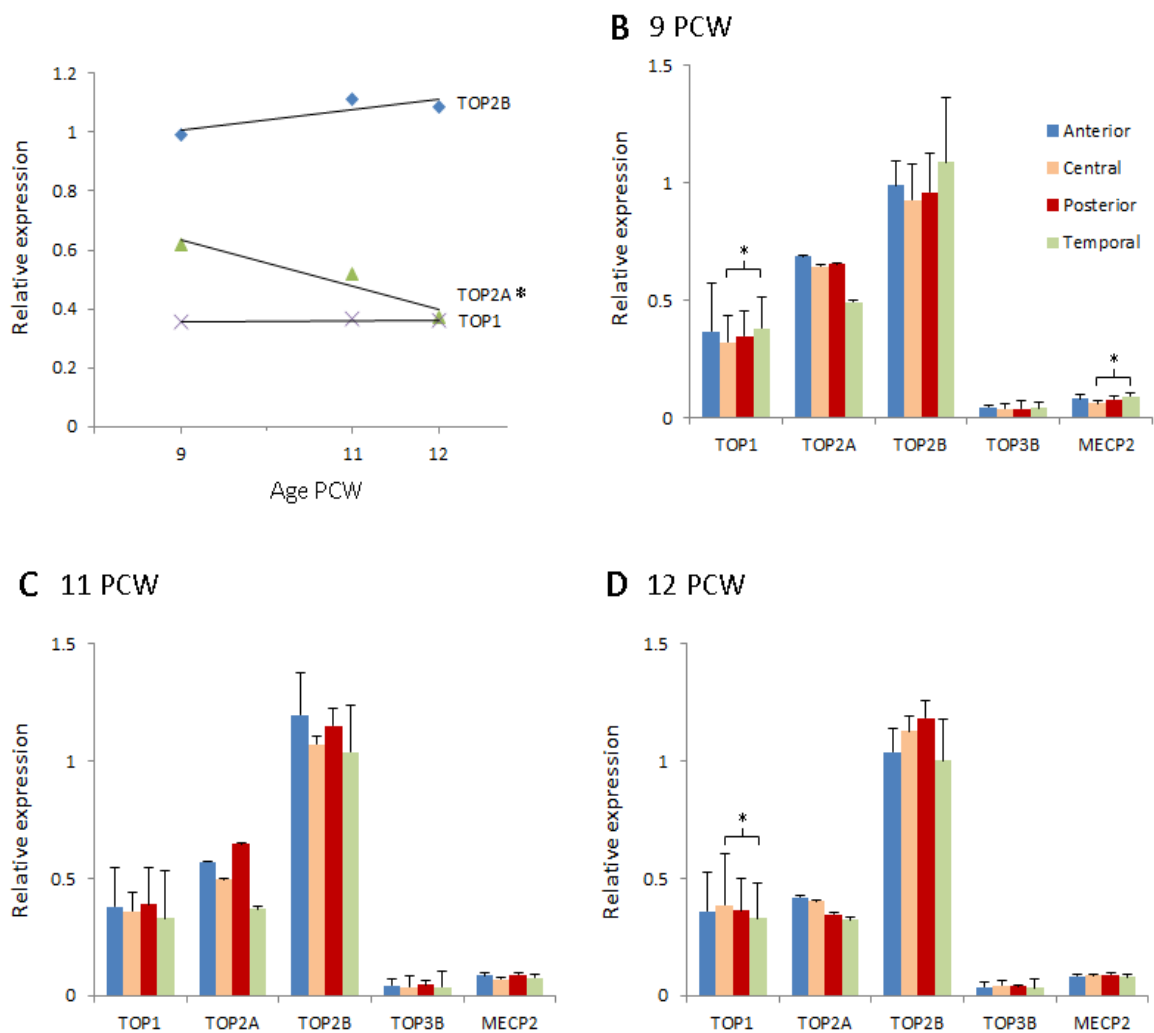 B 9 PCW
1.2
1
0.8
0.6
0.4
0.2
0
Relative expression
TOP2B
TOP2A *
TOP1
9
11
12
Age PCW
1.5
1
0.5
0
Relative expression
Anterior
Central
Posterior
Temporal
*
*
TOP1 TOP2A TOP2B TOP3B MECP2
C 11 PCW
1.5
1
0.5
0
Relative expression
TOP1 TOP2A TOP2B TOP3B MECP2
D 12 PCW
1.5
1
0.5
0
Relative expression
*
TOP1 TOP2A TOP2B TOP3B MECP2